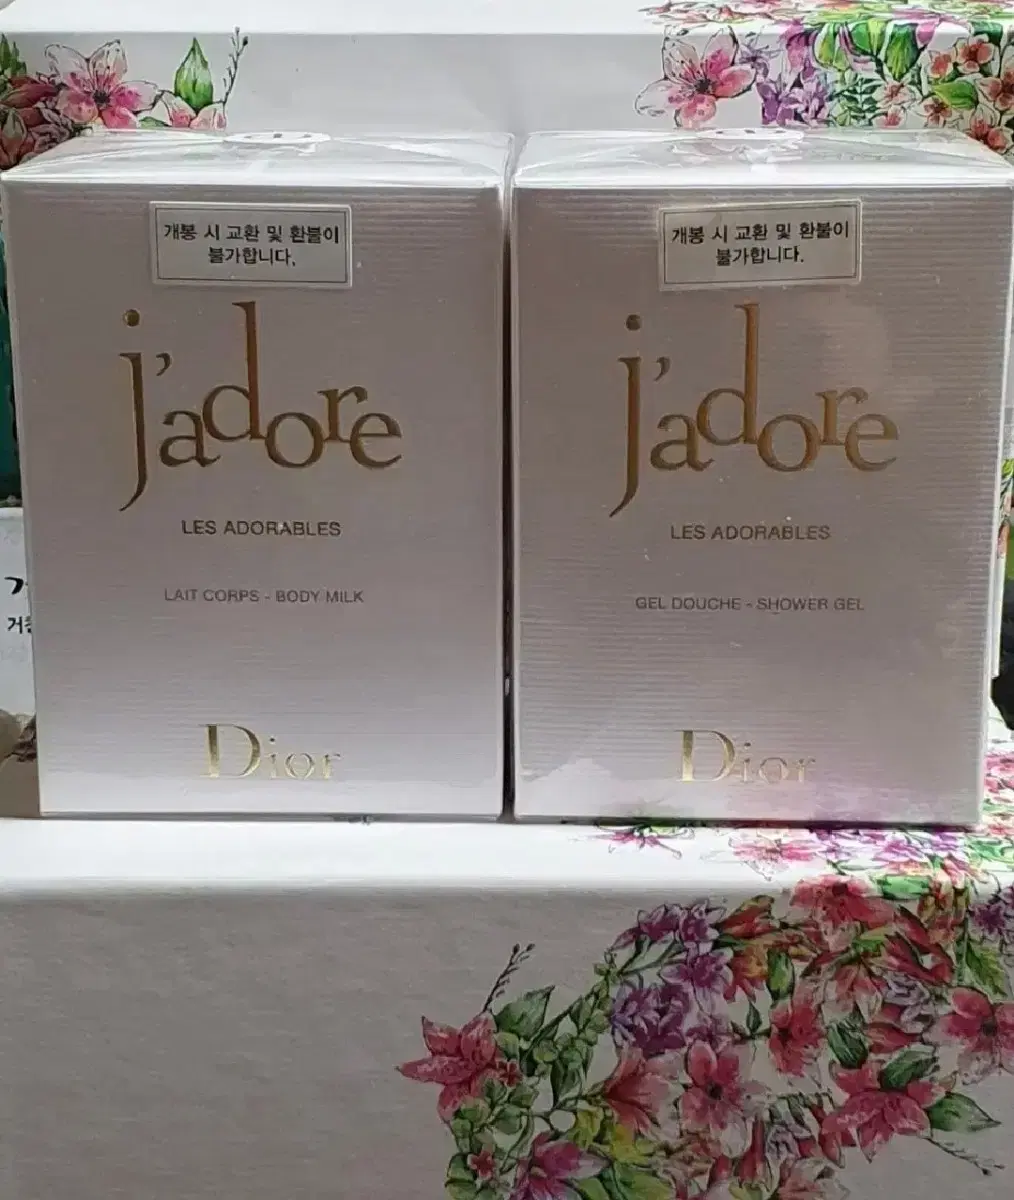 개봉 시 교환 및 환불이
불가합니다.
j'adore
LES ADORABLES
LAIT CORPS - BODY MILK
Dior
개봉 시 교환 및 환불이
불가합니다.
j'adore
LES ADORABLES
GEL DOUCHE - SHOWER GEL
Dior